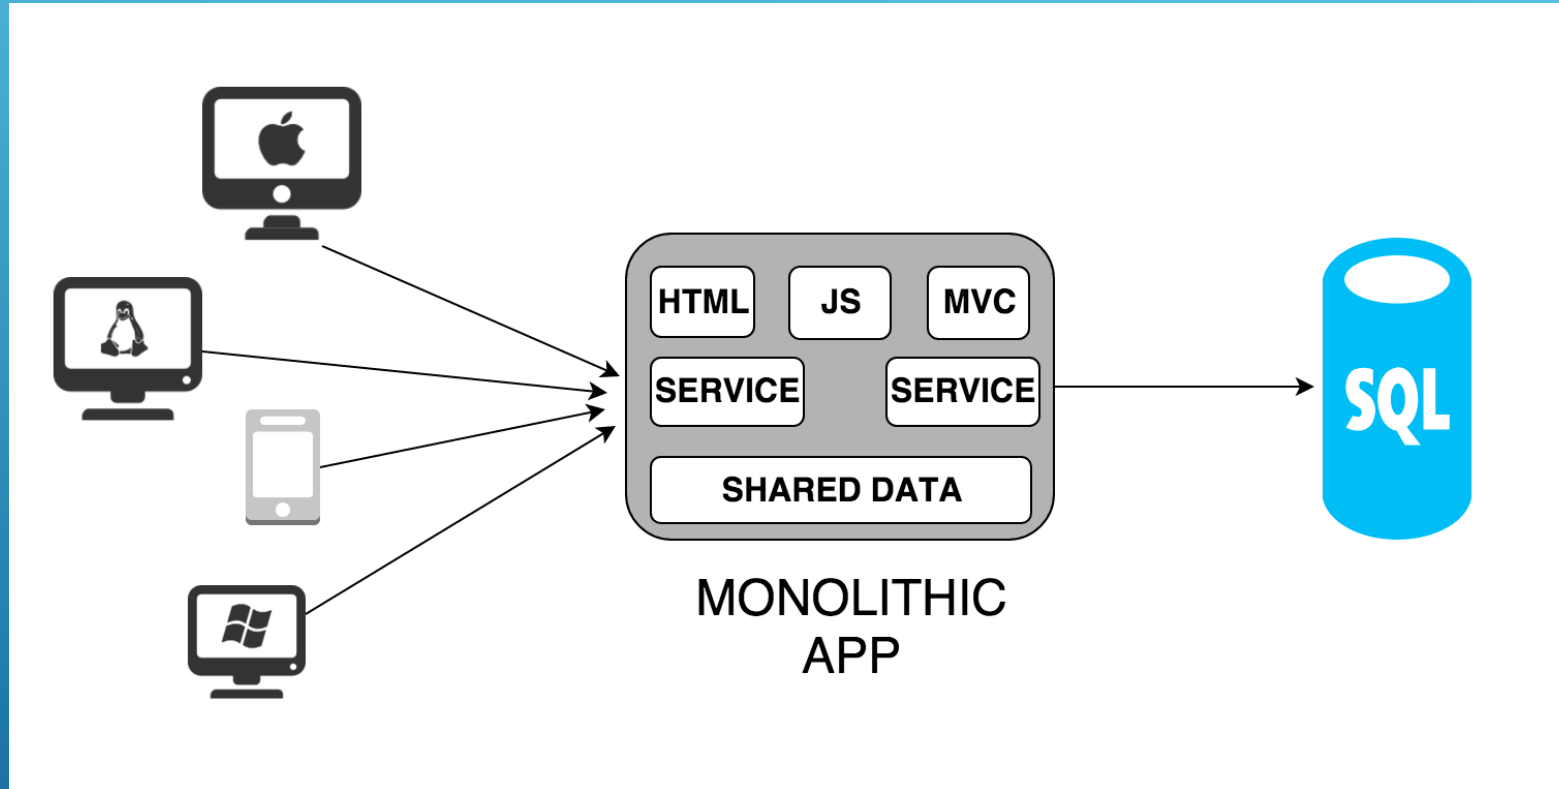 HTML
JS
MVC
SERVICE
SERVICE
SHARED DATA
MONOLITHIC
APP
SQL